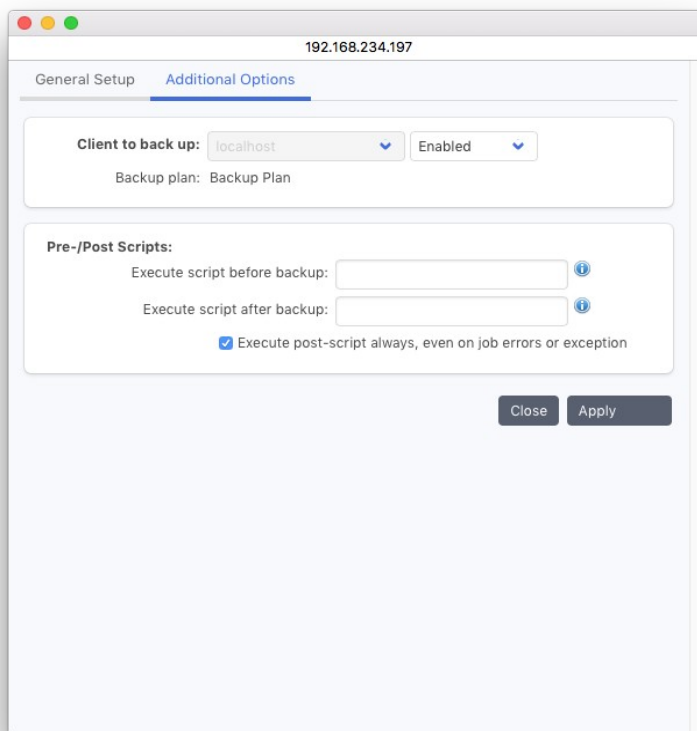 192.168.234.197
General Setup Additional Options
Client to back up: localhost Enabled
Backup plan: Backup Plan
Pre-/Post Scripts:
Execute script before backup:
Execute script after backup:
Execute post-script always, even on job errors or exception
Close Apply